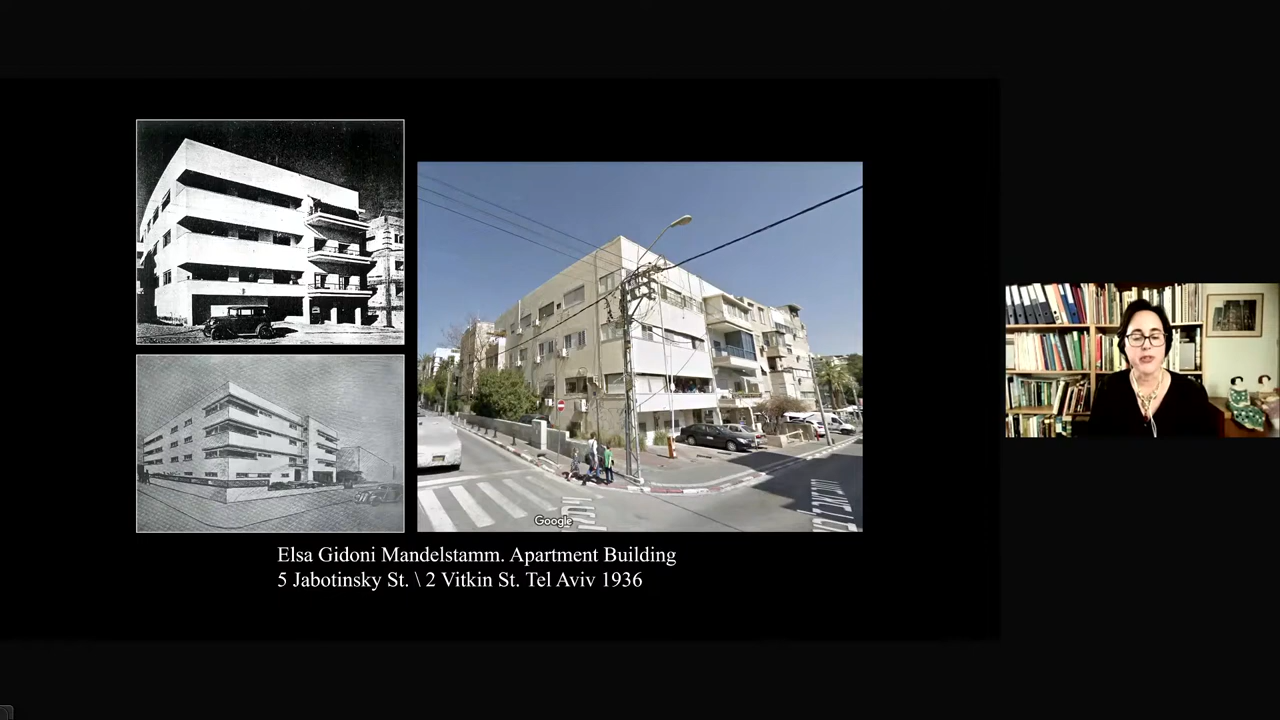 Google
Elsa Gidoni Mandelstamm. Apartment Building
5 Jabotinsky St. \ 2 Vitkin St. Tel Aviv 1936